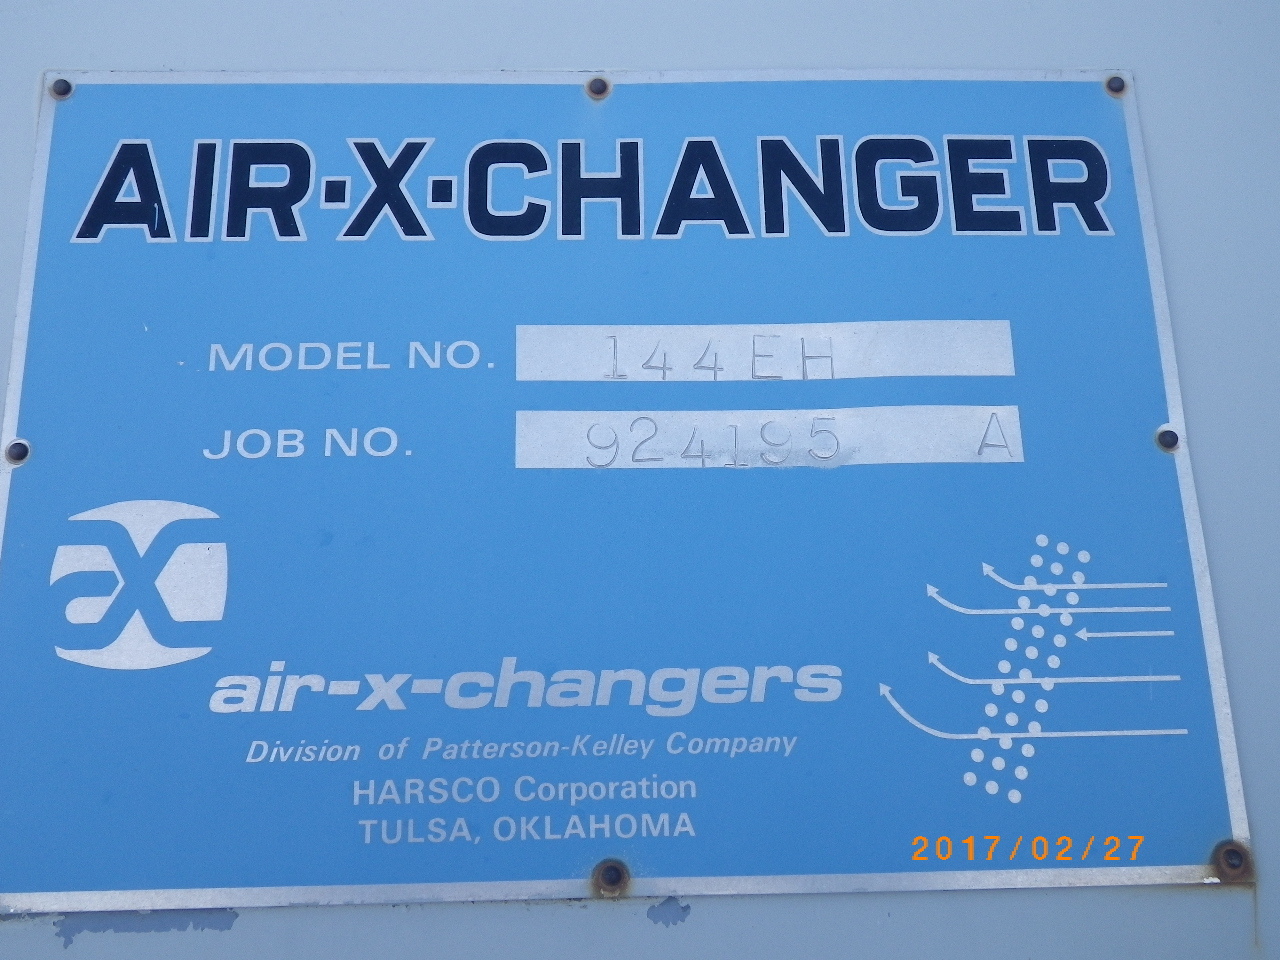 AIR·X·CHANGER
MODEL NO. 144EH
JOB NO. 924195 A
ax
air-x-changers
Division of Patterson-Kelley Company
HARSCO Corporation
TULSA, OKLAHOMA
2017/02/27